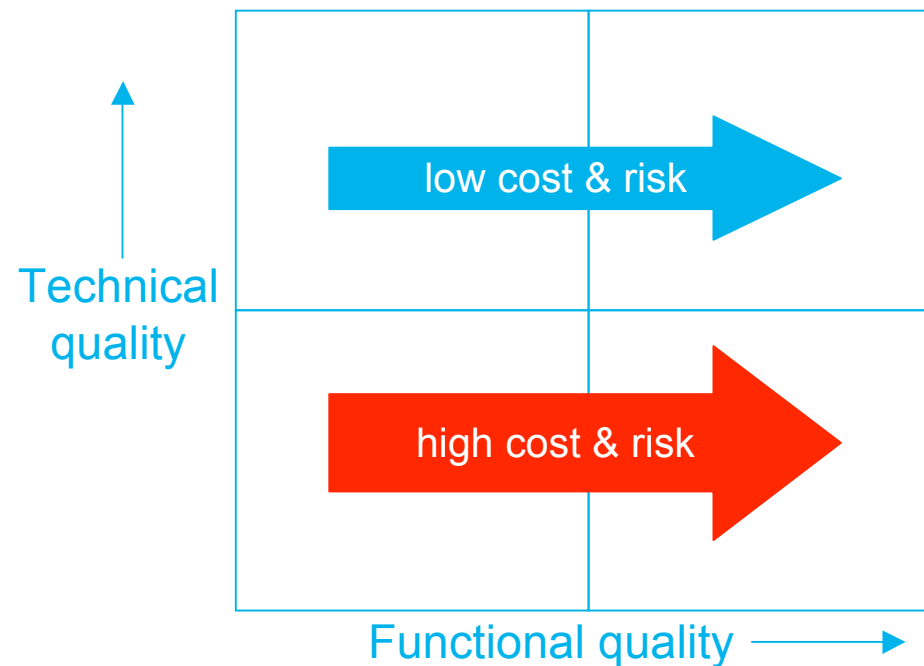 low cost & risk
Technical
quality
high cost & risk
Functional quality